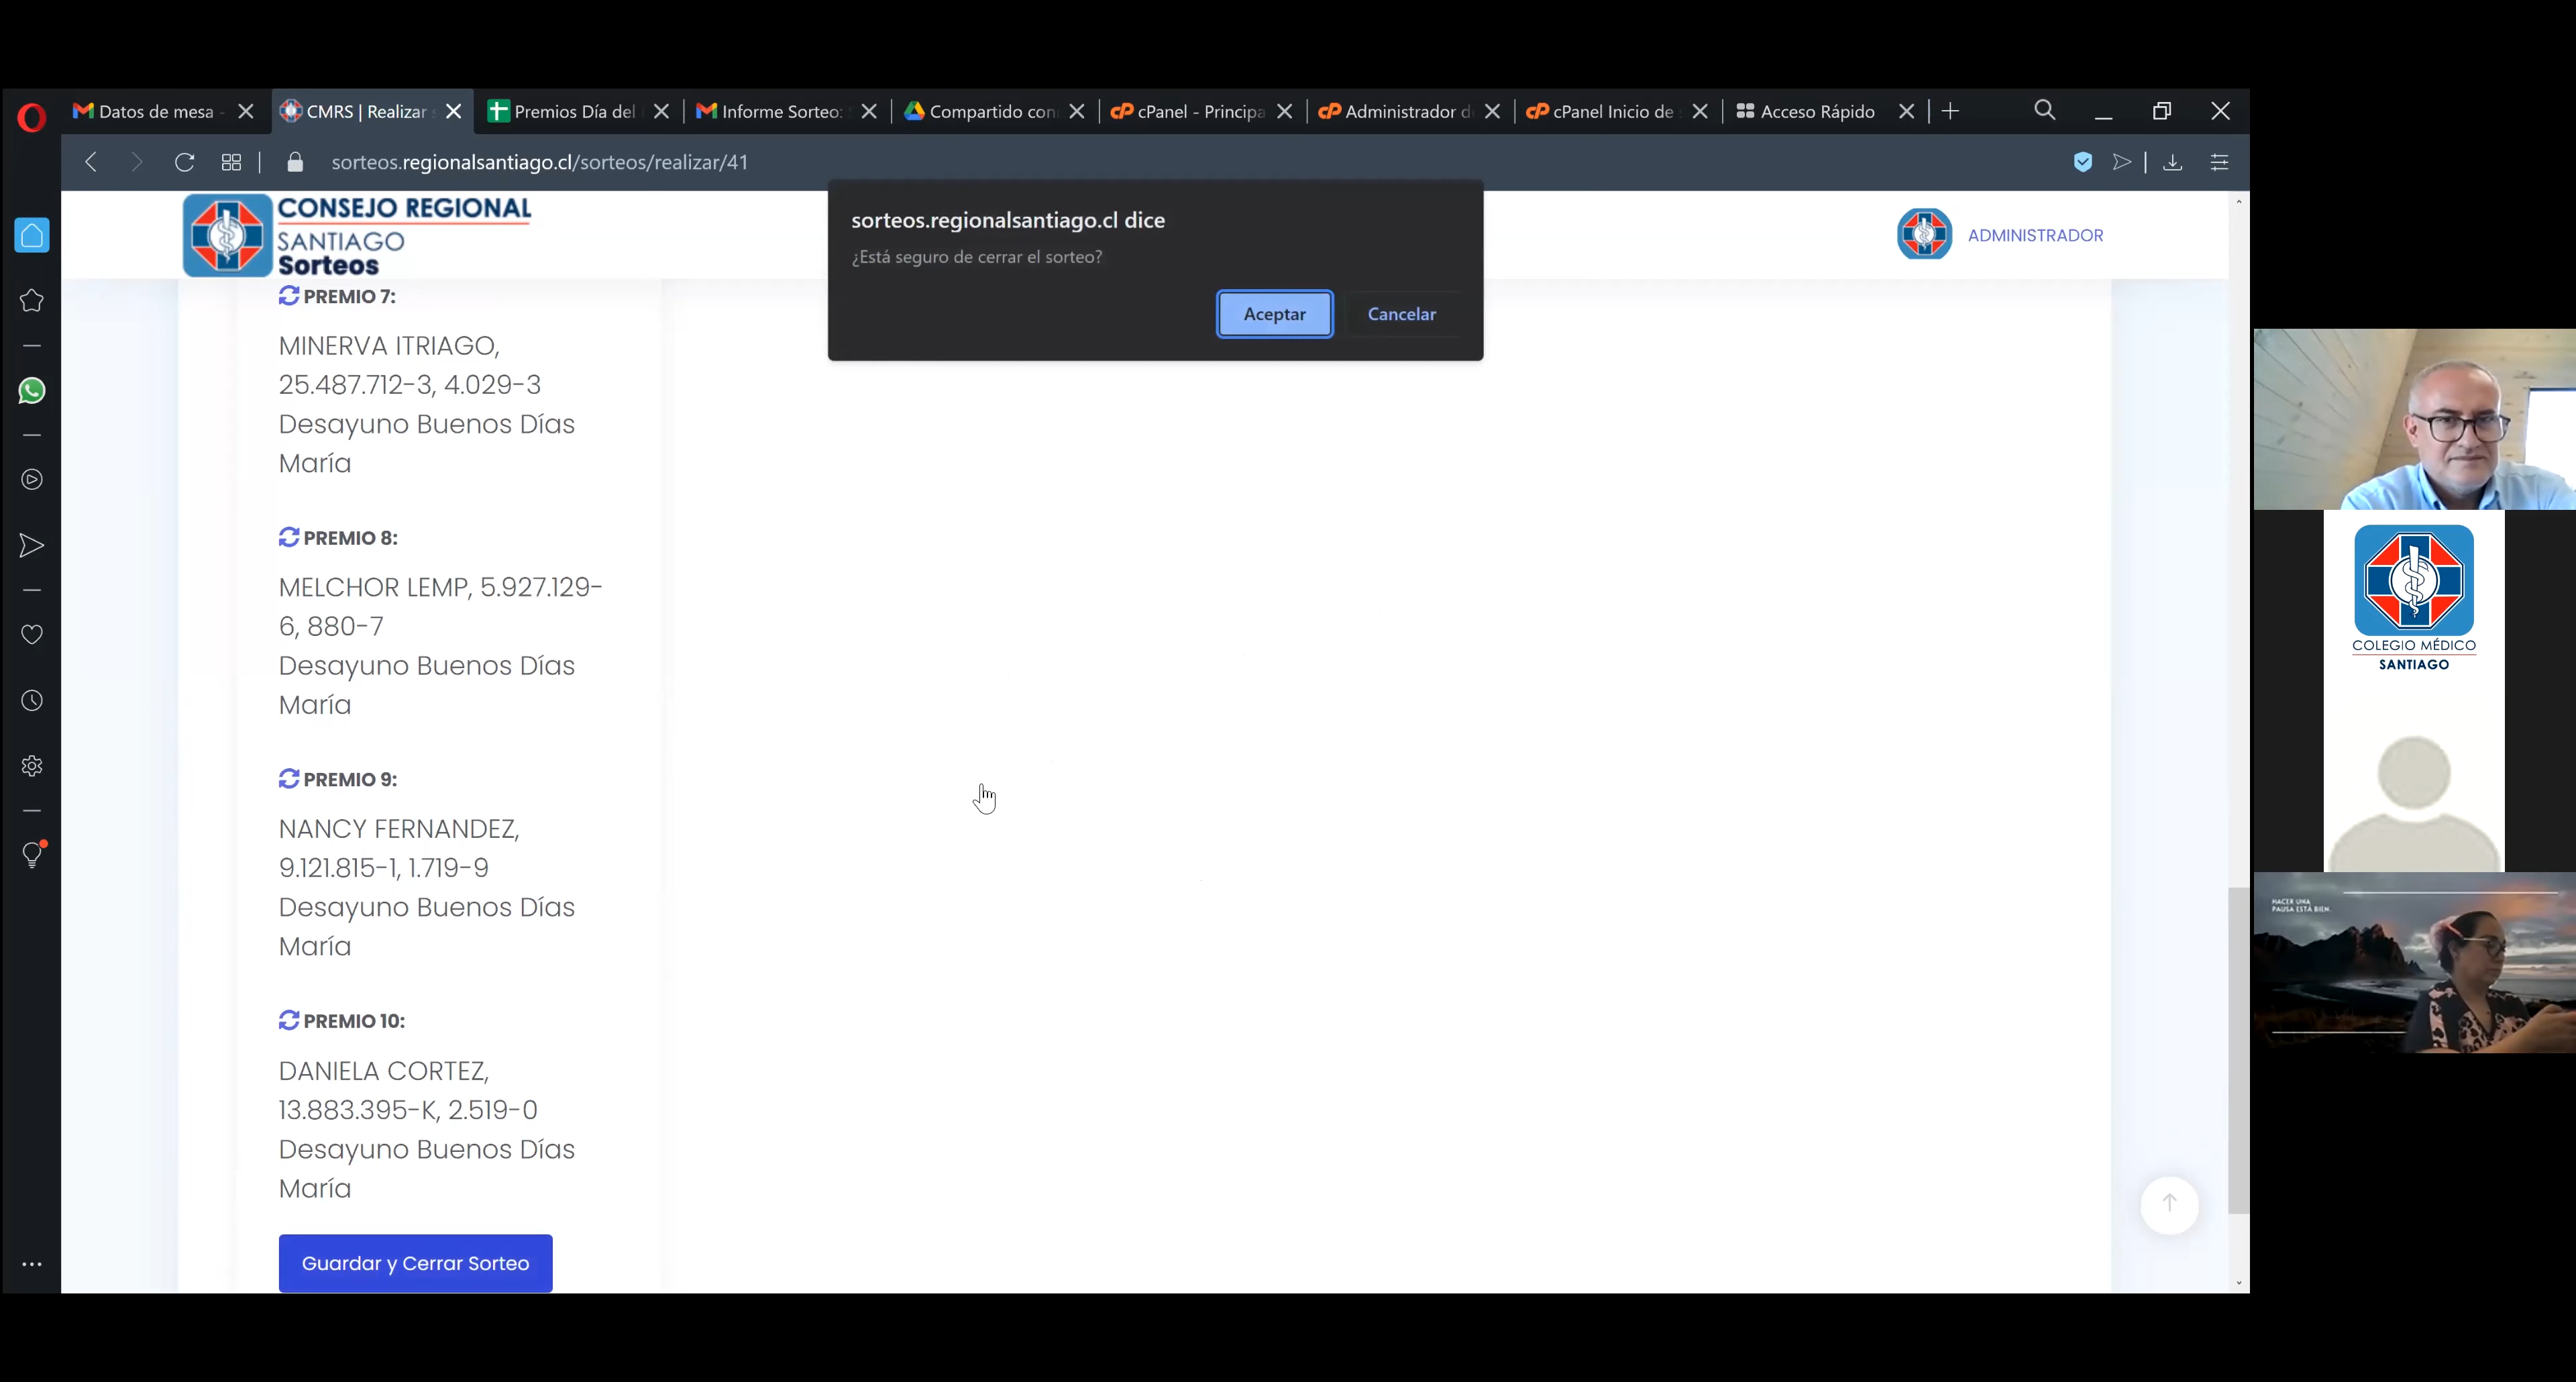 Datos de mesa -
CMRS | Realizar s
Premios Día del
Informe Sorteo: S
Compartido con
cPanel - Principa
Administrador d
cPanel Inicio de s
Acceso Rápido
sorteos.regionalsantiago.cl/sorteos/realizar/41
CONSEJO REGIONAL
SANTIAGO
Sorteos
sorteos.regionalsantiago.cl dice
¿Está seguro de cerrar el sorteo?
Aceptar
Cancelar
ADMINISTRADOR
PREMIO 7:
MINERVA ITRIAGO,
25.487.712-3, 4.029-3
Desayuno Buenos Días
María
PREMIO 8:
MELCHOR LEMP, 5.927.129-
6, 880-7
Desayuno Buenos Días
María
PREMIO 9:
NANCY FERNANDEZ,
9.121.815-1, 1.719-9
Desayuno Buenos Días
María
PREMIO 10:
DANIELA CORTEZ,
13.883.395-K, 2.519-0
Desayuno Buenos Días
María
Guardar y Cerrar Sorteo
COLEGIO MÉDICO
SANTIAGO
HACER UNA
PAUSA ESTÁ BIEN.